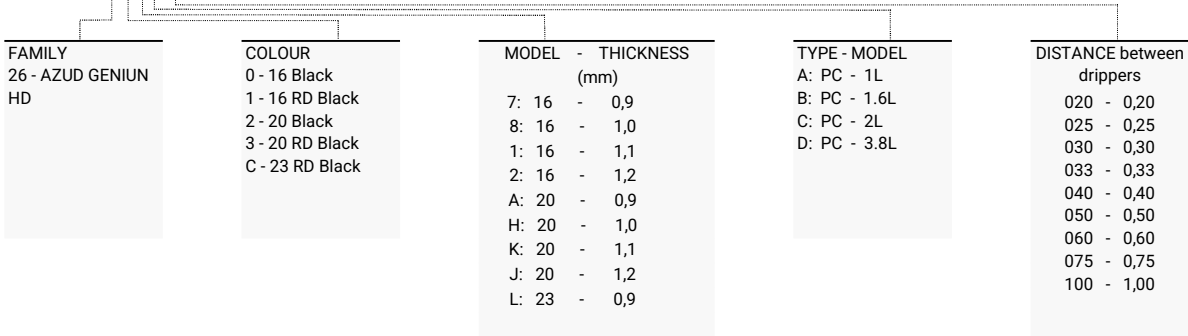 FAMILY
26 - AZUD GENIUN
HD
COLOUR
0 - 16 Black
1 - 16 RD Black
2 - 20 Black
3 - 20 RD Black
C - 23 RD Black
MODEL - THICKNESS
(mm)
7: 16 - 0,9
8: 16 - 1,0
1: 16 - 1,1
2: 16 - 1,2
A: 20 - 0,9
H: 20 - 1,0
K: 20 - 1,1
J: 20 - 1,2
L: 23 - 0,9
TYPE - MODEL
A: PC - 1L
B: PC - 1.6L
C: PC - 2L
D: PC - 3.8L
DISTANCE between
drippers
020 - 0,20
025 - 0,25
030 - 0,30
033 - 0,33
040 - 0,40
050 - 0,50
060 - 0,60
075 - 0,75
100 - 1,00